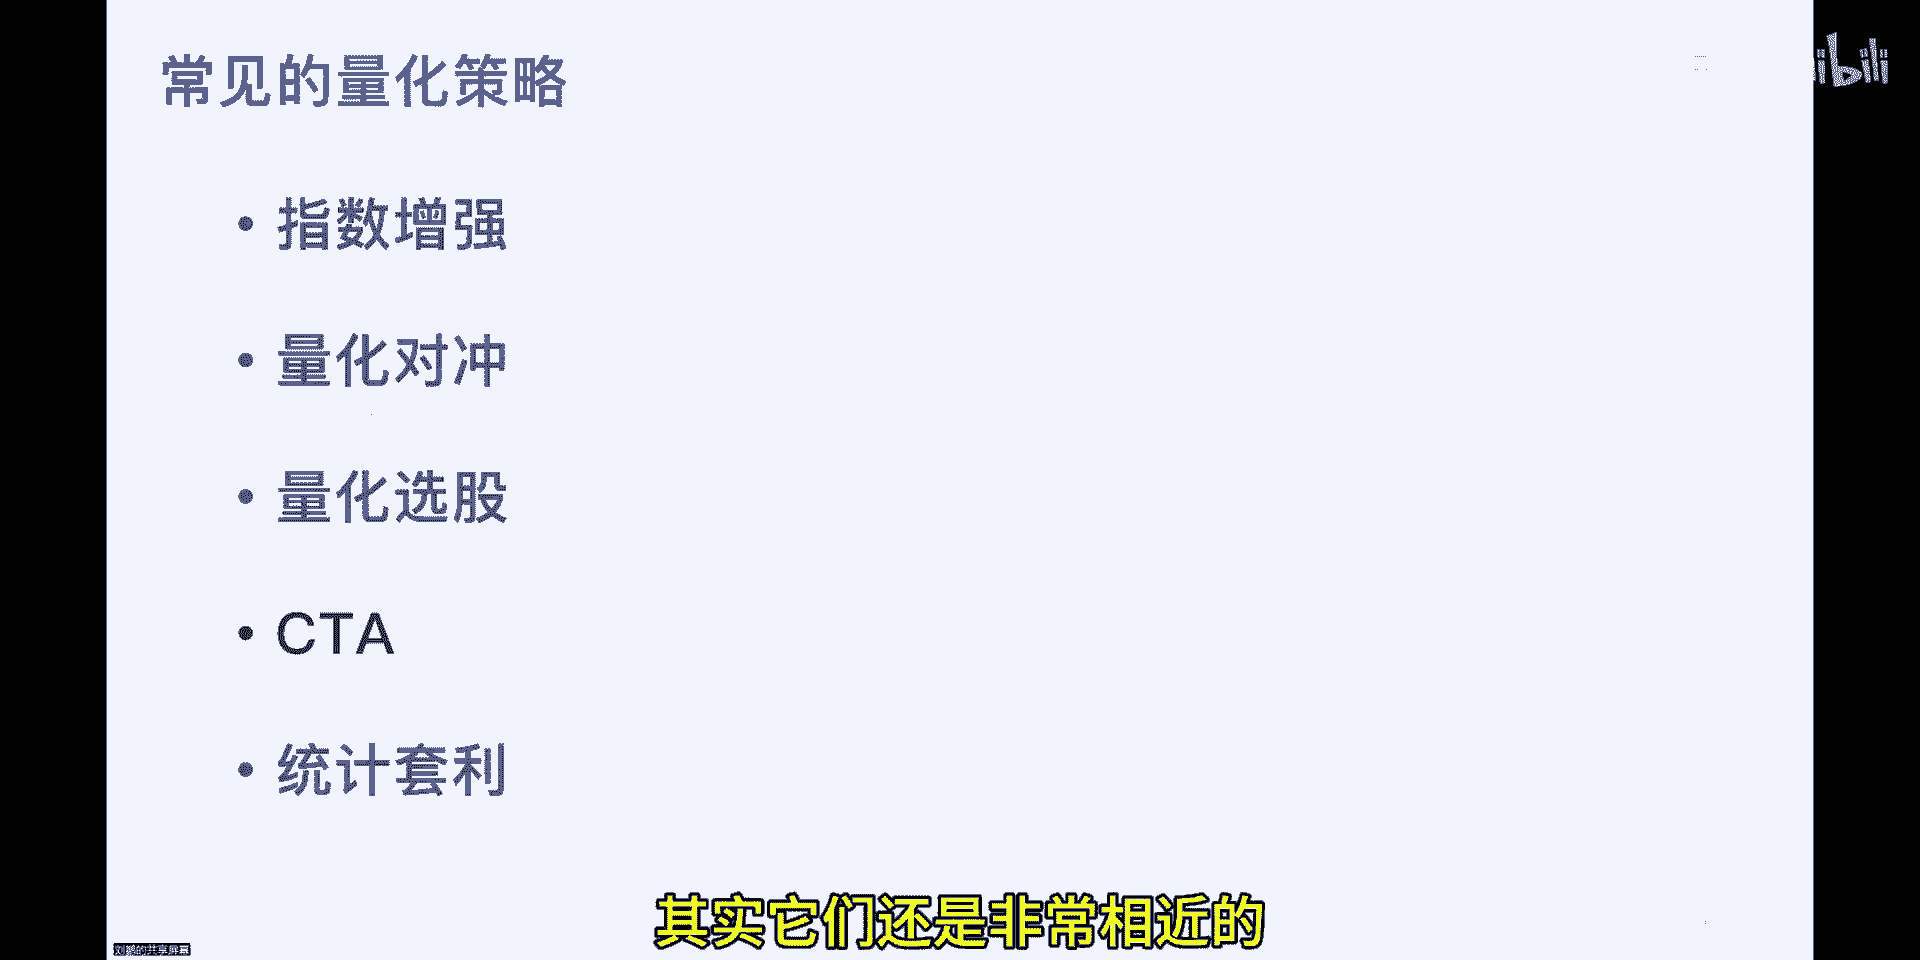 常见的量化策略
ibili
• 指数增强
• 量化对冲
• 量化选股
• CTA
• 统计套利
其实它们还是非常相近的
刘鹏的共享屏幕